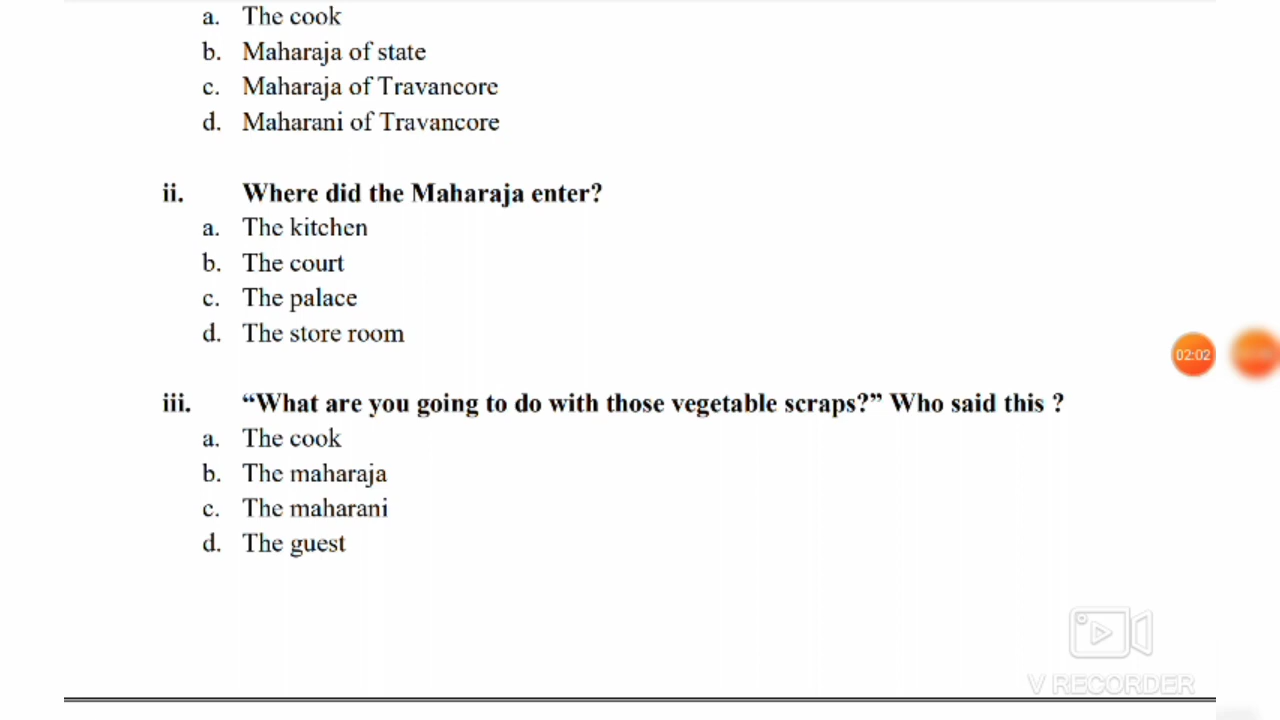 a. The cook
b. Maharaja of state
c. Maharaja of Travancore
d. Maharani of Travancore
ii. Where did the Maharaja enter?
a. The kitchen
b. The court
c. The palace
d. The store room
iii. “What are you going to do with those vegetable scraps?” Who said this ?
a. The cook
b. The maharaja
c. The maharani
d. The guest
02:02
V RECORDER